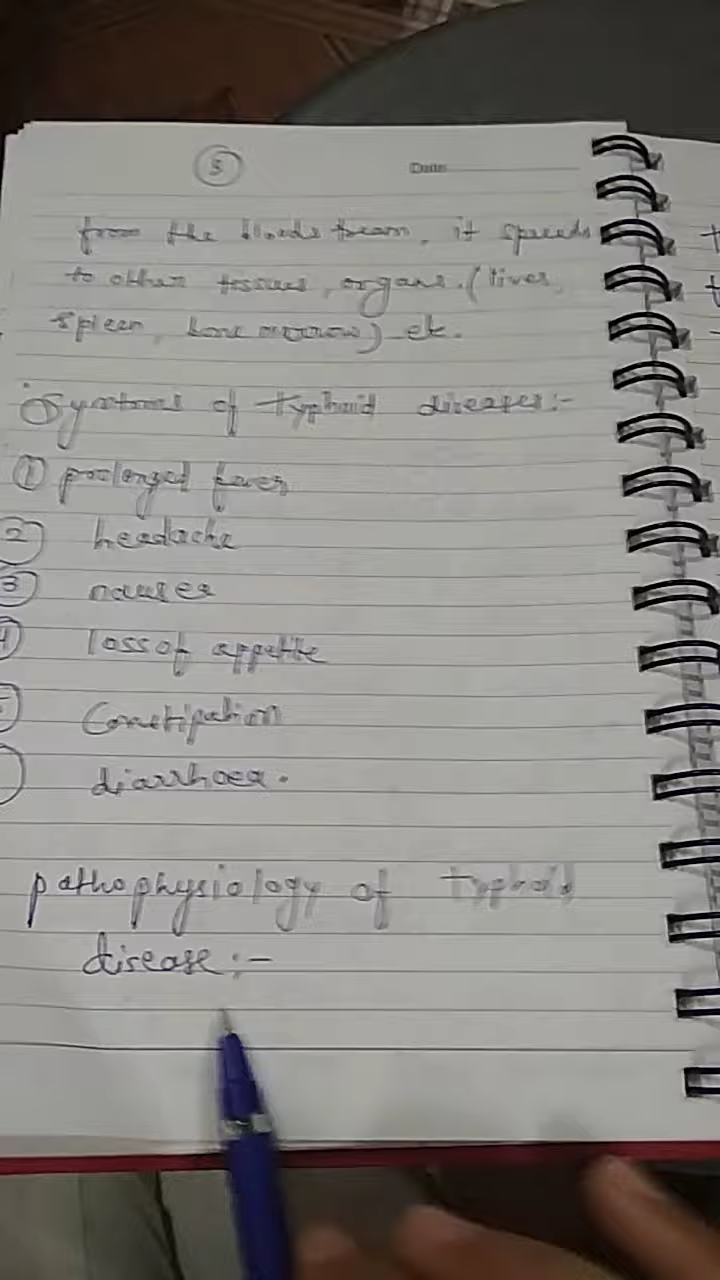 5
Date
from the bloodstream, it spreads
to other tissues, organs. (liver,
spleen, bone marrow) etc.
Symptoms of typhoid diseases:-
① prolonged fever
② headache
③ nausea
④ loss of appetite
⑤ Constipation
diarrhoea.
pathophysiology of typhoid
disease:-